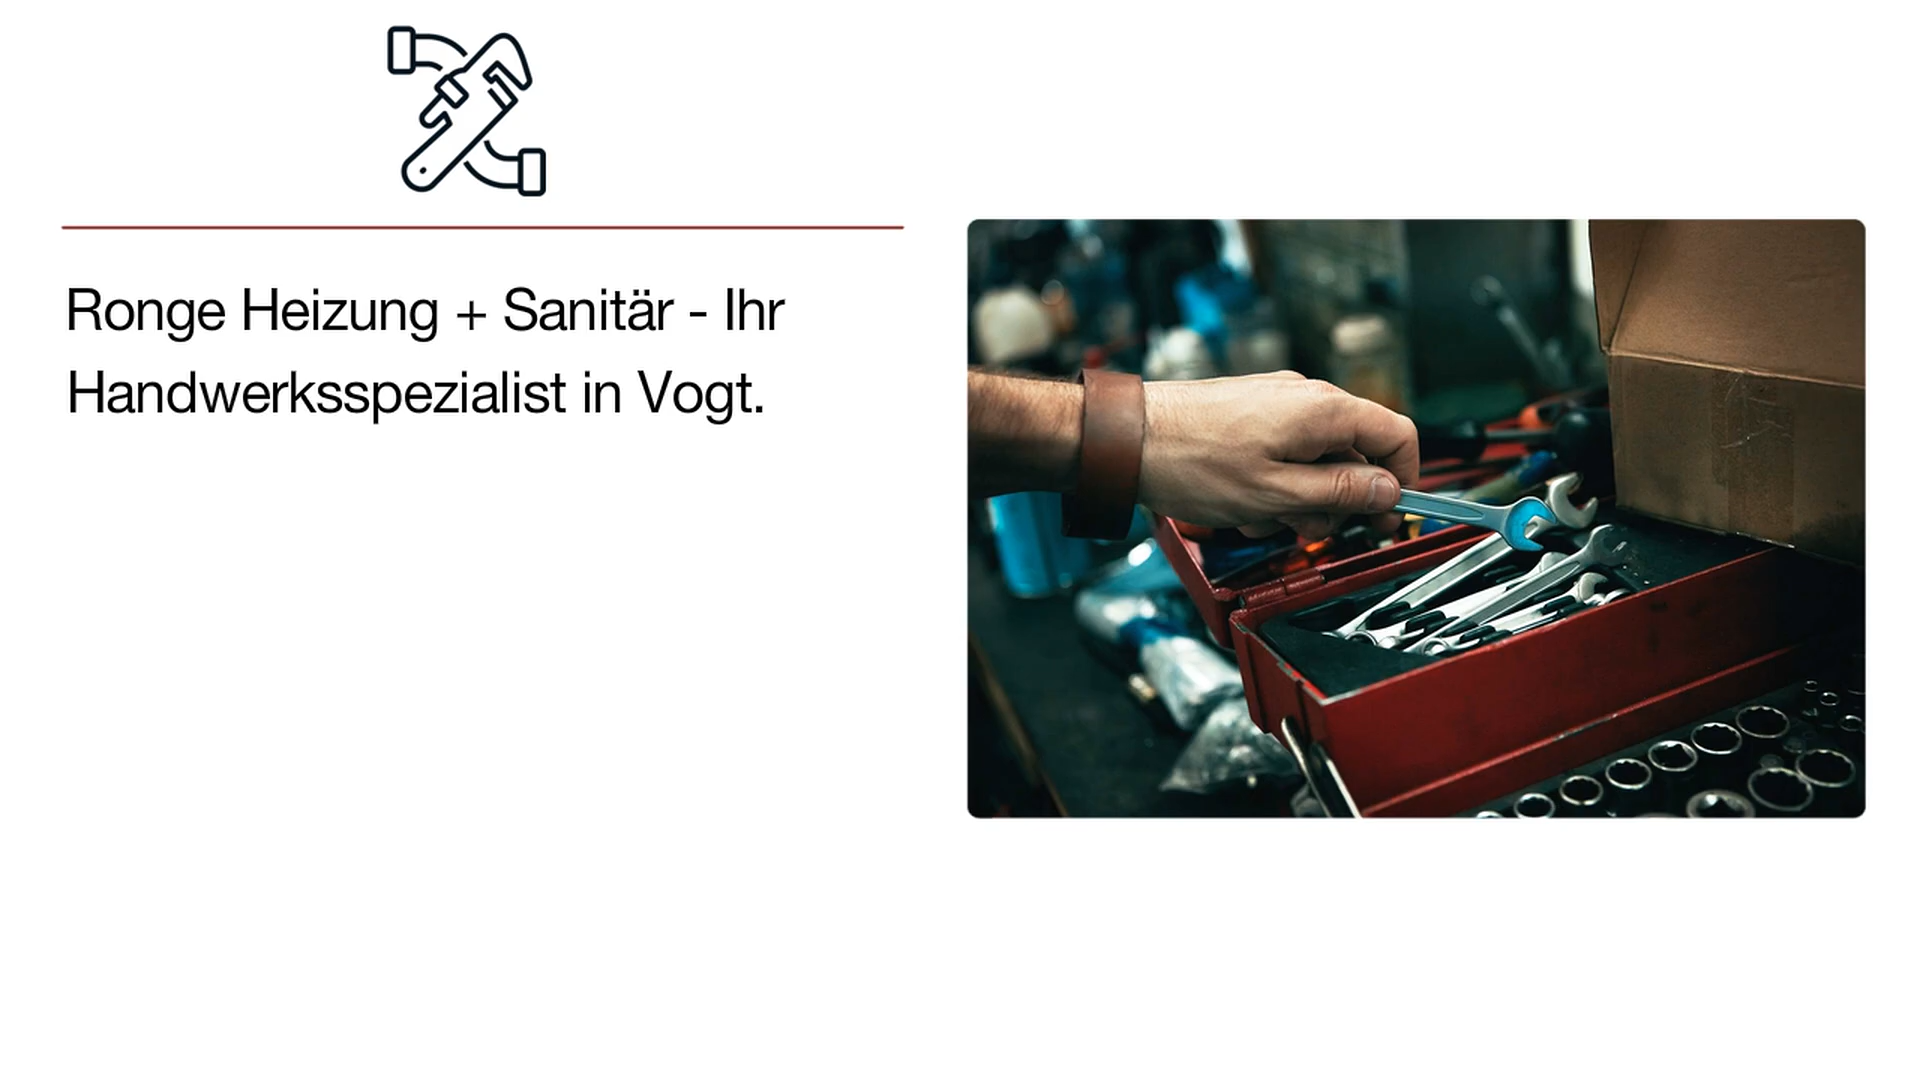 Ronge Heizung + Sanitär - Ihr
Handwerksspezialist in Vogt.